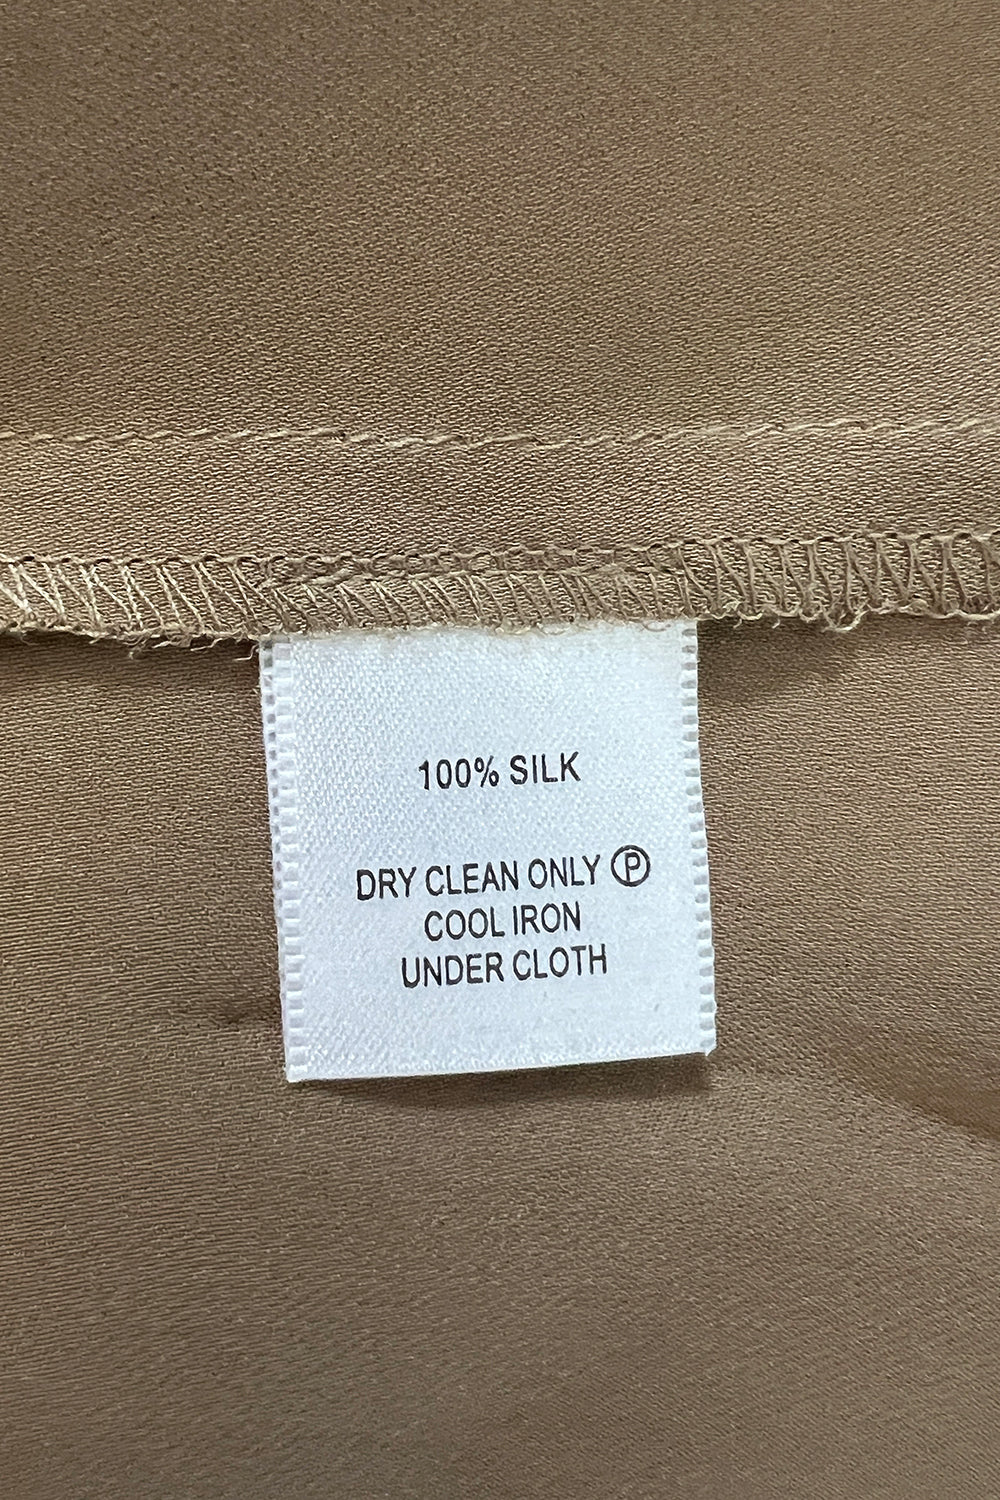 100% SILK
DRY CLEAN ONLY Ⓟ
COOL IRON
UNDER CLOTH